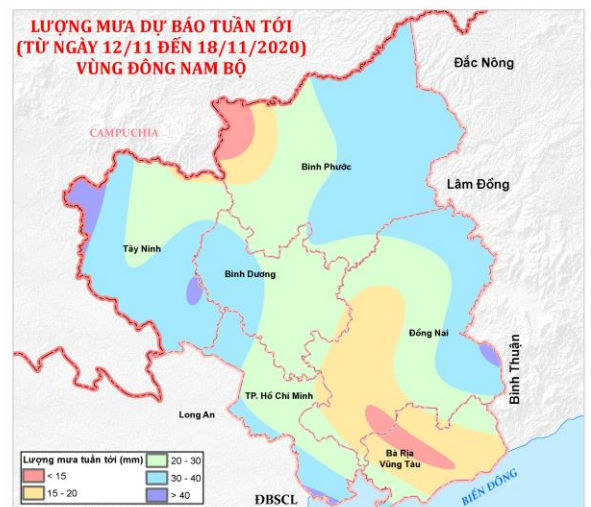 LƯỢNG MƯA DỰ BÁO TUẦN TỚI
(TỪ NGÀY 12/11 ĐẾN 18/11/2020)
VÙNG ĐÔNG NAM BỘ
Đắc Nông
CAMPUCHIA
Bình Phước
Lâm Đồng
Tây Ninh
Bình Dương
Đồng Nai
Bình Thuận
TP. Hồ Chí Minh
Long An
Bà Rịa
Vũng Tàu
Lượng mưa tuần tới (mm)
< 15
15 - 20
20 - 30
30 - 40
> 40
ĐBSCL
BIỂN ĐÔNG